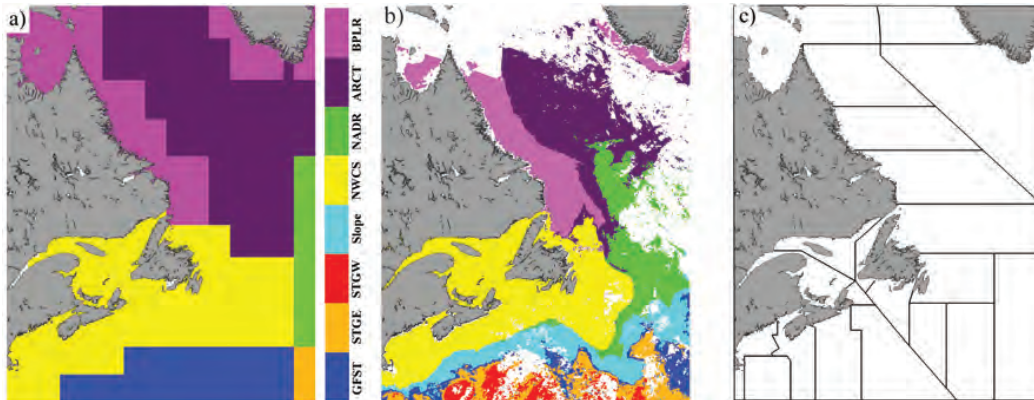 a)
BPLR
ARCT
NADR
NWCS
Slope
STGW
STGE
GFST
b)
c)